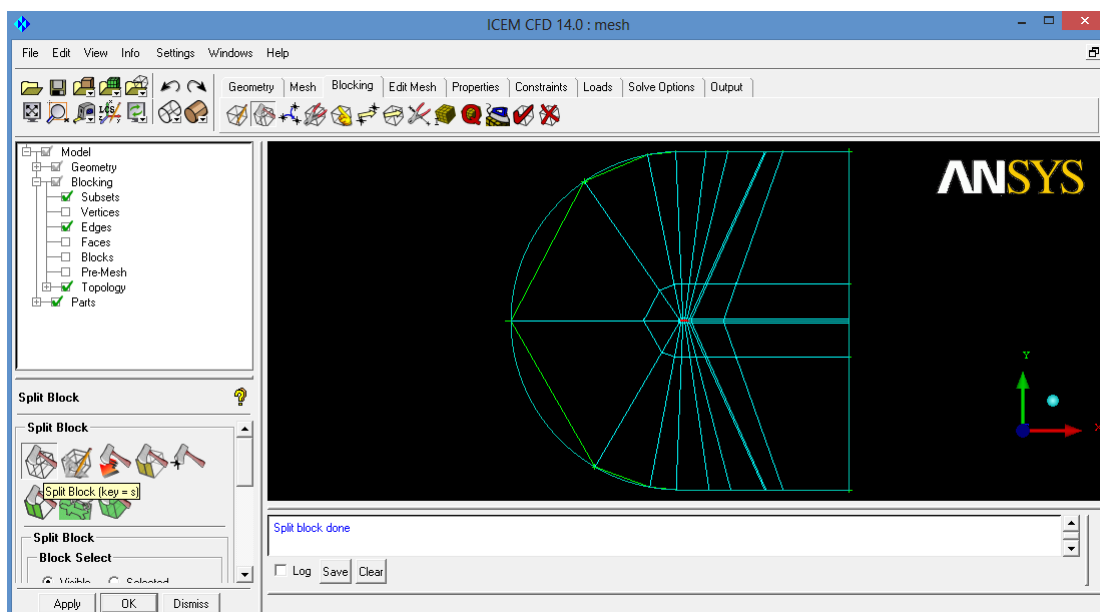 ICEM CFD 14.0 : mesh
File Edit View Info Settings Windows Help
Geometry Mesh Blocking Edit Mesh Properties Constraints Loads Solve Options Output
Model
Geometry
Blocking
Subsets
Vertices
Edges
Faces
Blocks
Pre-Mesh
Topology
Parts
ANSYS
Y
X
Split Block
Split Block
Split Block (key = s)
Split Block
Block Select
Visible Selected
Apply OK Dismiss
Split block done
Log Save Clear